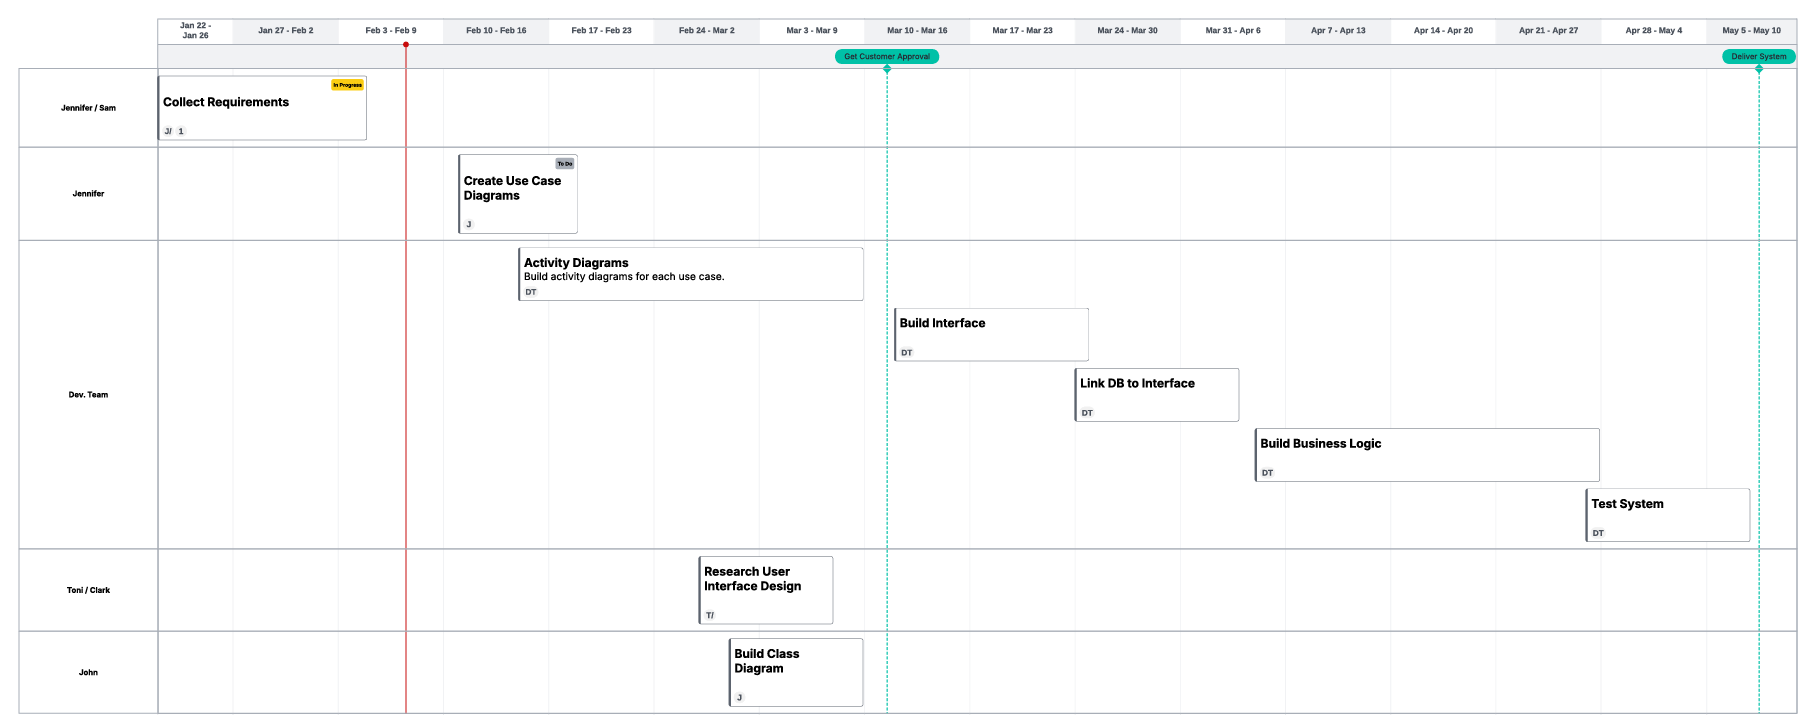 Jan 22 -
Jan 26
Jan 27 - Feb 2
Feb 3 - Feb 9
Feb 10 - Feb 16
Feb 17 - Feb 23
Feb 24 - Mar 2
Mar 3 - Mar 9
Mar 10 - Mar 16
Mar 17 - Mar 23
Mar 24 - Mar 30
Mar 31 - Apr 6
Apr 7 - Apr 13
Apr 14 - Apr 20
Apr 21 - Apr 27
Apr 28 - May 4
May 5 - May 10
Get Customer Approval
Deliver System
Jennifer / Sam
In Progress
Collect Requirements
J/ 1
Jennifer
To Do
Create Use Case
Diagrams
J
Dev. Team
Activity Diagrams
Build activity diagrams for each use case.
DT
Build Interface
DT
Link DB to Interface
DT
Build Business Logic
DT
Test System
DT
Toni / Clark
Research User
Interface Design
T/
John
Build Class
Diagram
J